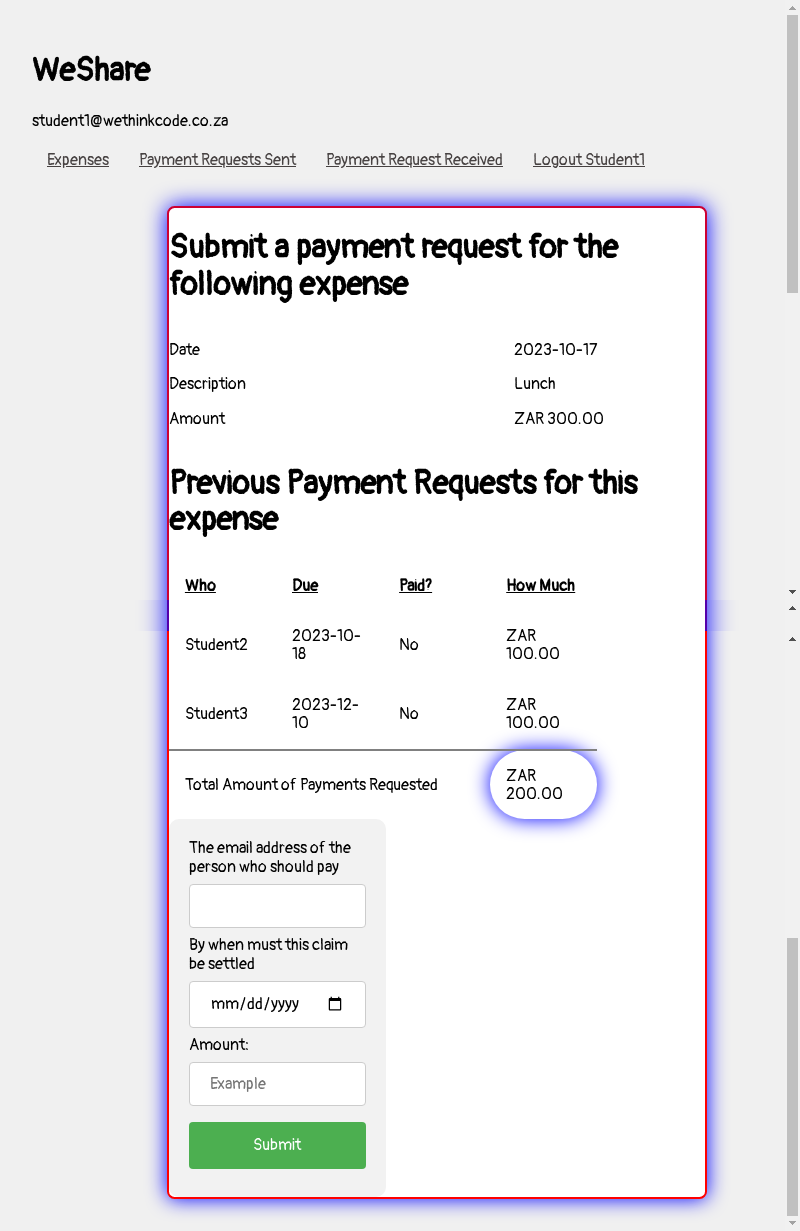 WeShare
student1@wethinkcode.co.za
Expenses Payment Requests Sent Payment Request Received Logout Student1
Submit a payment request for the
following expense
Date 2023-10-17
Description Lunch
Amount ZAR 300.00
Previous Payment Requests for this
expense
Who Due Paid? How Much
Student2 2023-10-18 No ZAR 100.00
Student3 2023-12-10 No ZAR 100.00
Total Amount of Payments Requested ZAR 200.00
The email address of the
person who should pay
By when must this claim
be settled
mm/dd/yyyy
Amount:
Example
Submit